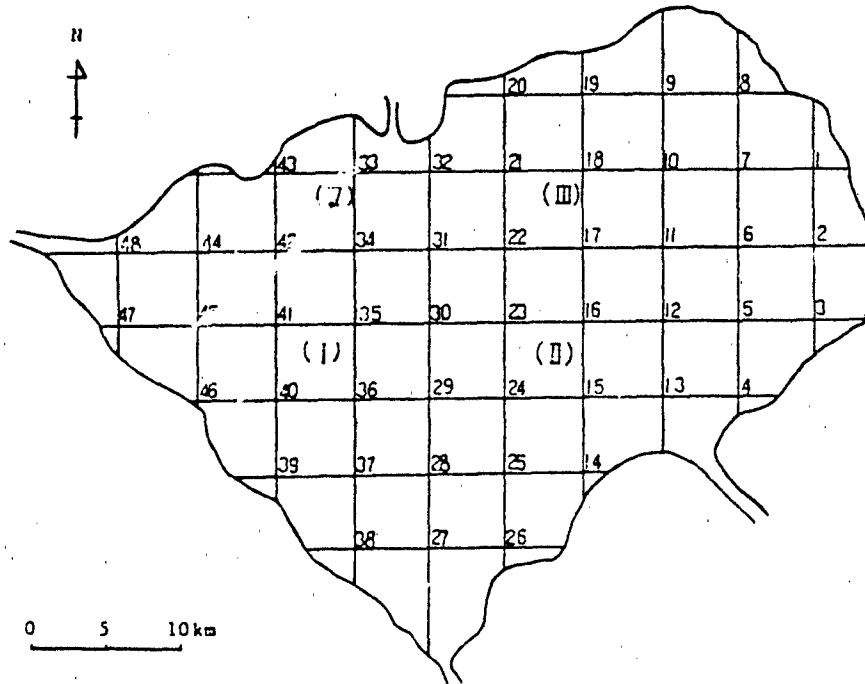 N
20 19 9 8
43 33 32 21 18 10 7 1
(III)
48 44 34 31 22 17 11 6 2
47 41 35 30 23 16 12 5 3
(I) (II)
46 40 36 29 24 15 13 4
39 37 28 25 14
38 27 26
0 5 10km